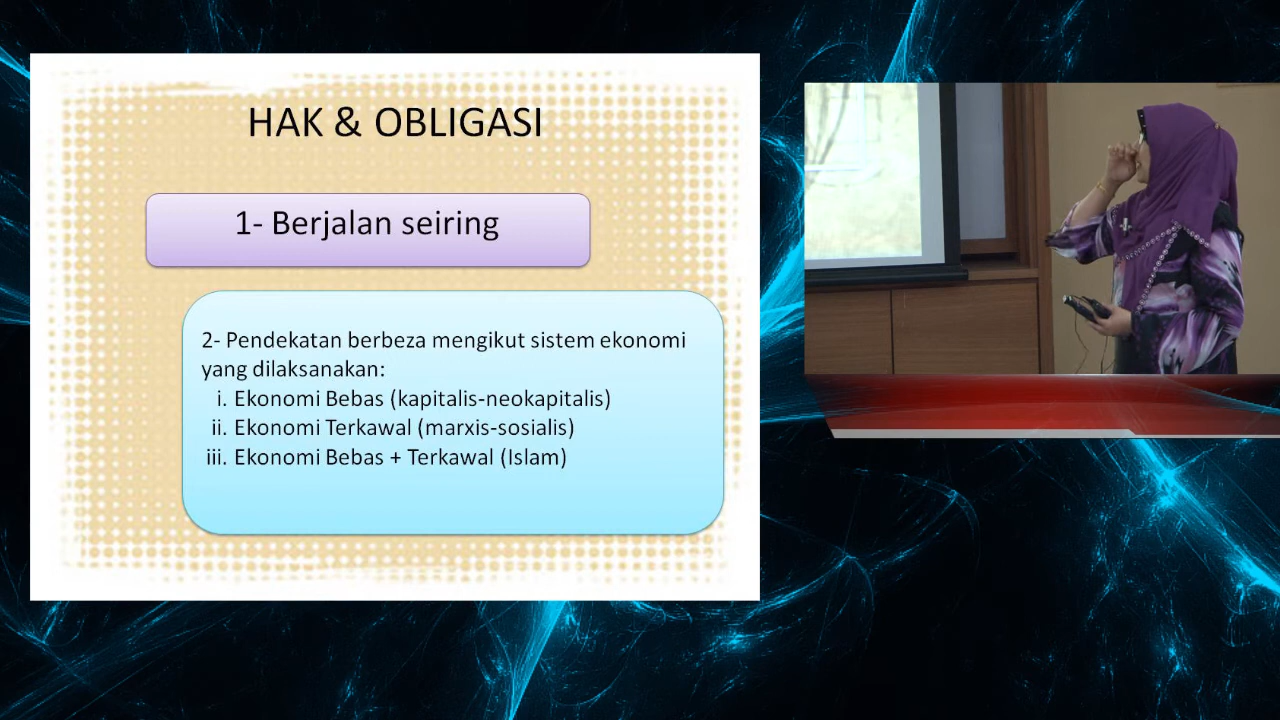 HAK & OBLIGASI
1- Berjalan seiring
2- Pendekatan berbeza mengikut sistem ekonomi
yang dilaksanakan:
i. Ekonomi Bebas (kapitalis-neokapitalis)
ii. Ekonomi Terkawal (marxis-sosialis)
iii. Ekonomi Bebas + Terkawal (Islam)